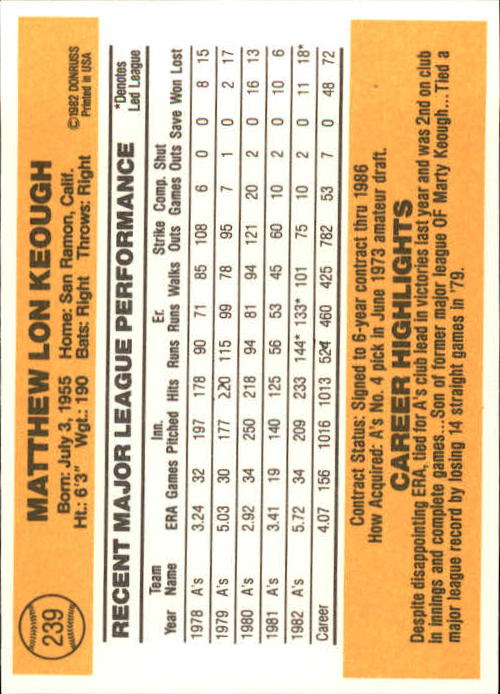 239
MATTHEW LON KEOUGH
Born: July 3, 1955 Home: San Ramon, Calif.
Ht.: 6'3" Wgt.: 190 Bats: Right Throws: Right
©1982 DONRUSS
Printed in USA
RECENT MAJOR LEAGUE PERFORMANCE
*Denotes
Led League
Team Inn. Er. Strike Comp. Shut
Year Name ERA Games Pitched Hits Runs Runs Walks Outs Games Outs Save Won Lost
1978 A's 3.24 32 197 178 90 71 85 108 6 0 0 8 15
1979 A's 5.03 30 177 220 115 99 78 95 7 1 0 2 17
1980 A's 2.92 34 250 218 94 81 94 121 20 2 0 16 13
1981 A's 3.41 19 140 125 56 53 45 60 10 2 0 10 6
1982 A's 5.72 34 209 233 144* 133* 101 75 10 2 0 11 18*
Career 4.07 156 1016 1013 524 460 425 782 53 7 0 48 72
Contract Status: Signed to 6-year contract thru 1986
How Acquired: A's No. 4 pick in June 1973 amateur draft.
CAREER HIGHLIGHTS
Despite disappointing ERA, tied for A's club lead in victories last year and was 2nd on club
in innings and complete games...Son of former major league OF Marty Keough...Tied a
major league record by losing 14 straight games in '79.